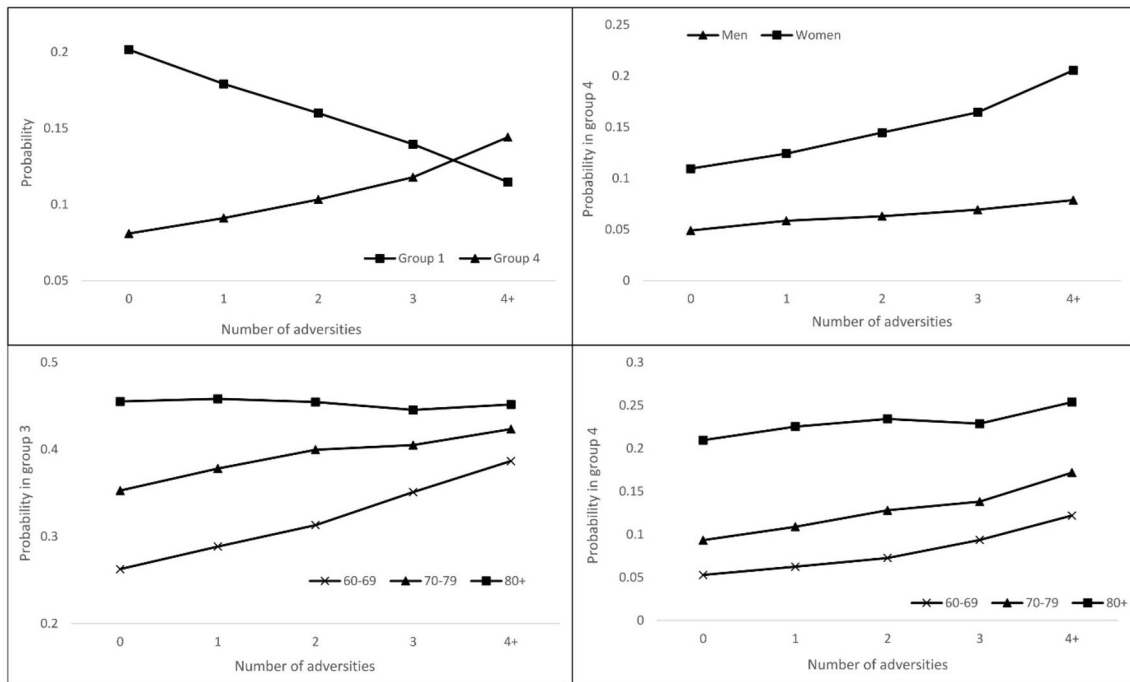 0.2
0.15
0.1
0.05
Probability
0 1 2 3 4+
Number of adversities
Group 1 Group 4
0.25
0.2
0.15
0.1
0.05
0
Probability in group 4
Men Women
0 1 2 3 4+
Number of adversities
0.5
0.4
0.3
0.2
Probability in group 3
60-69 70-79 80+
0 1 2 3 4+
Number of adversities
0.3
0.25
0.2
0.15
0.1
0.05
0
Probability in group 4
60-69 70-79 80+
0 1 2 3 4+
Number of adversities